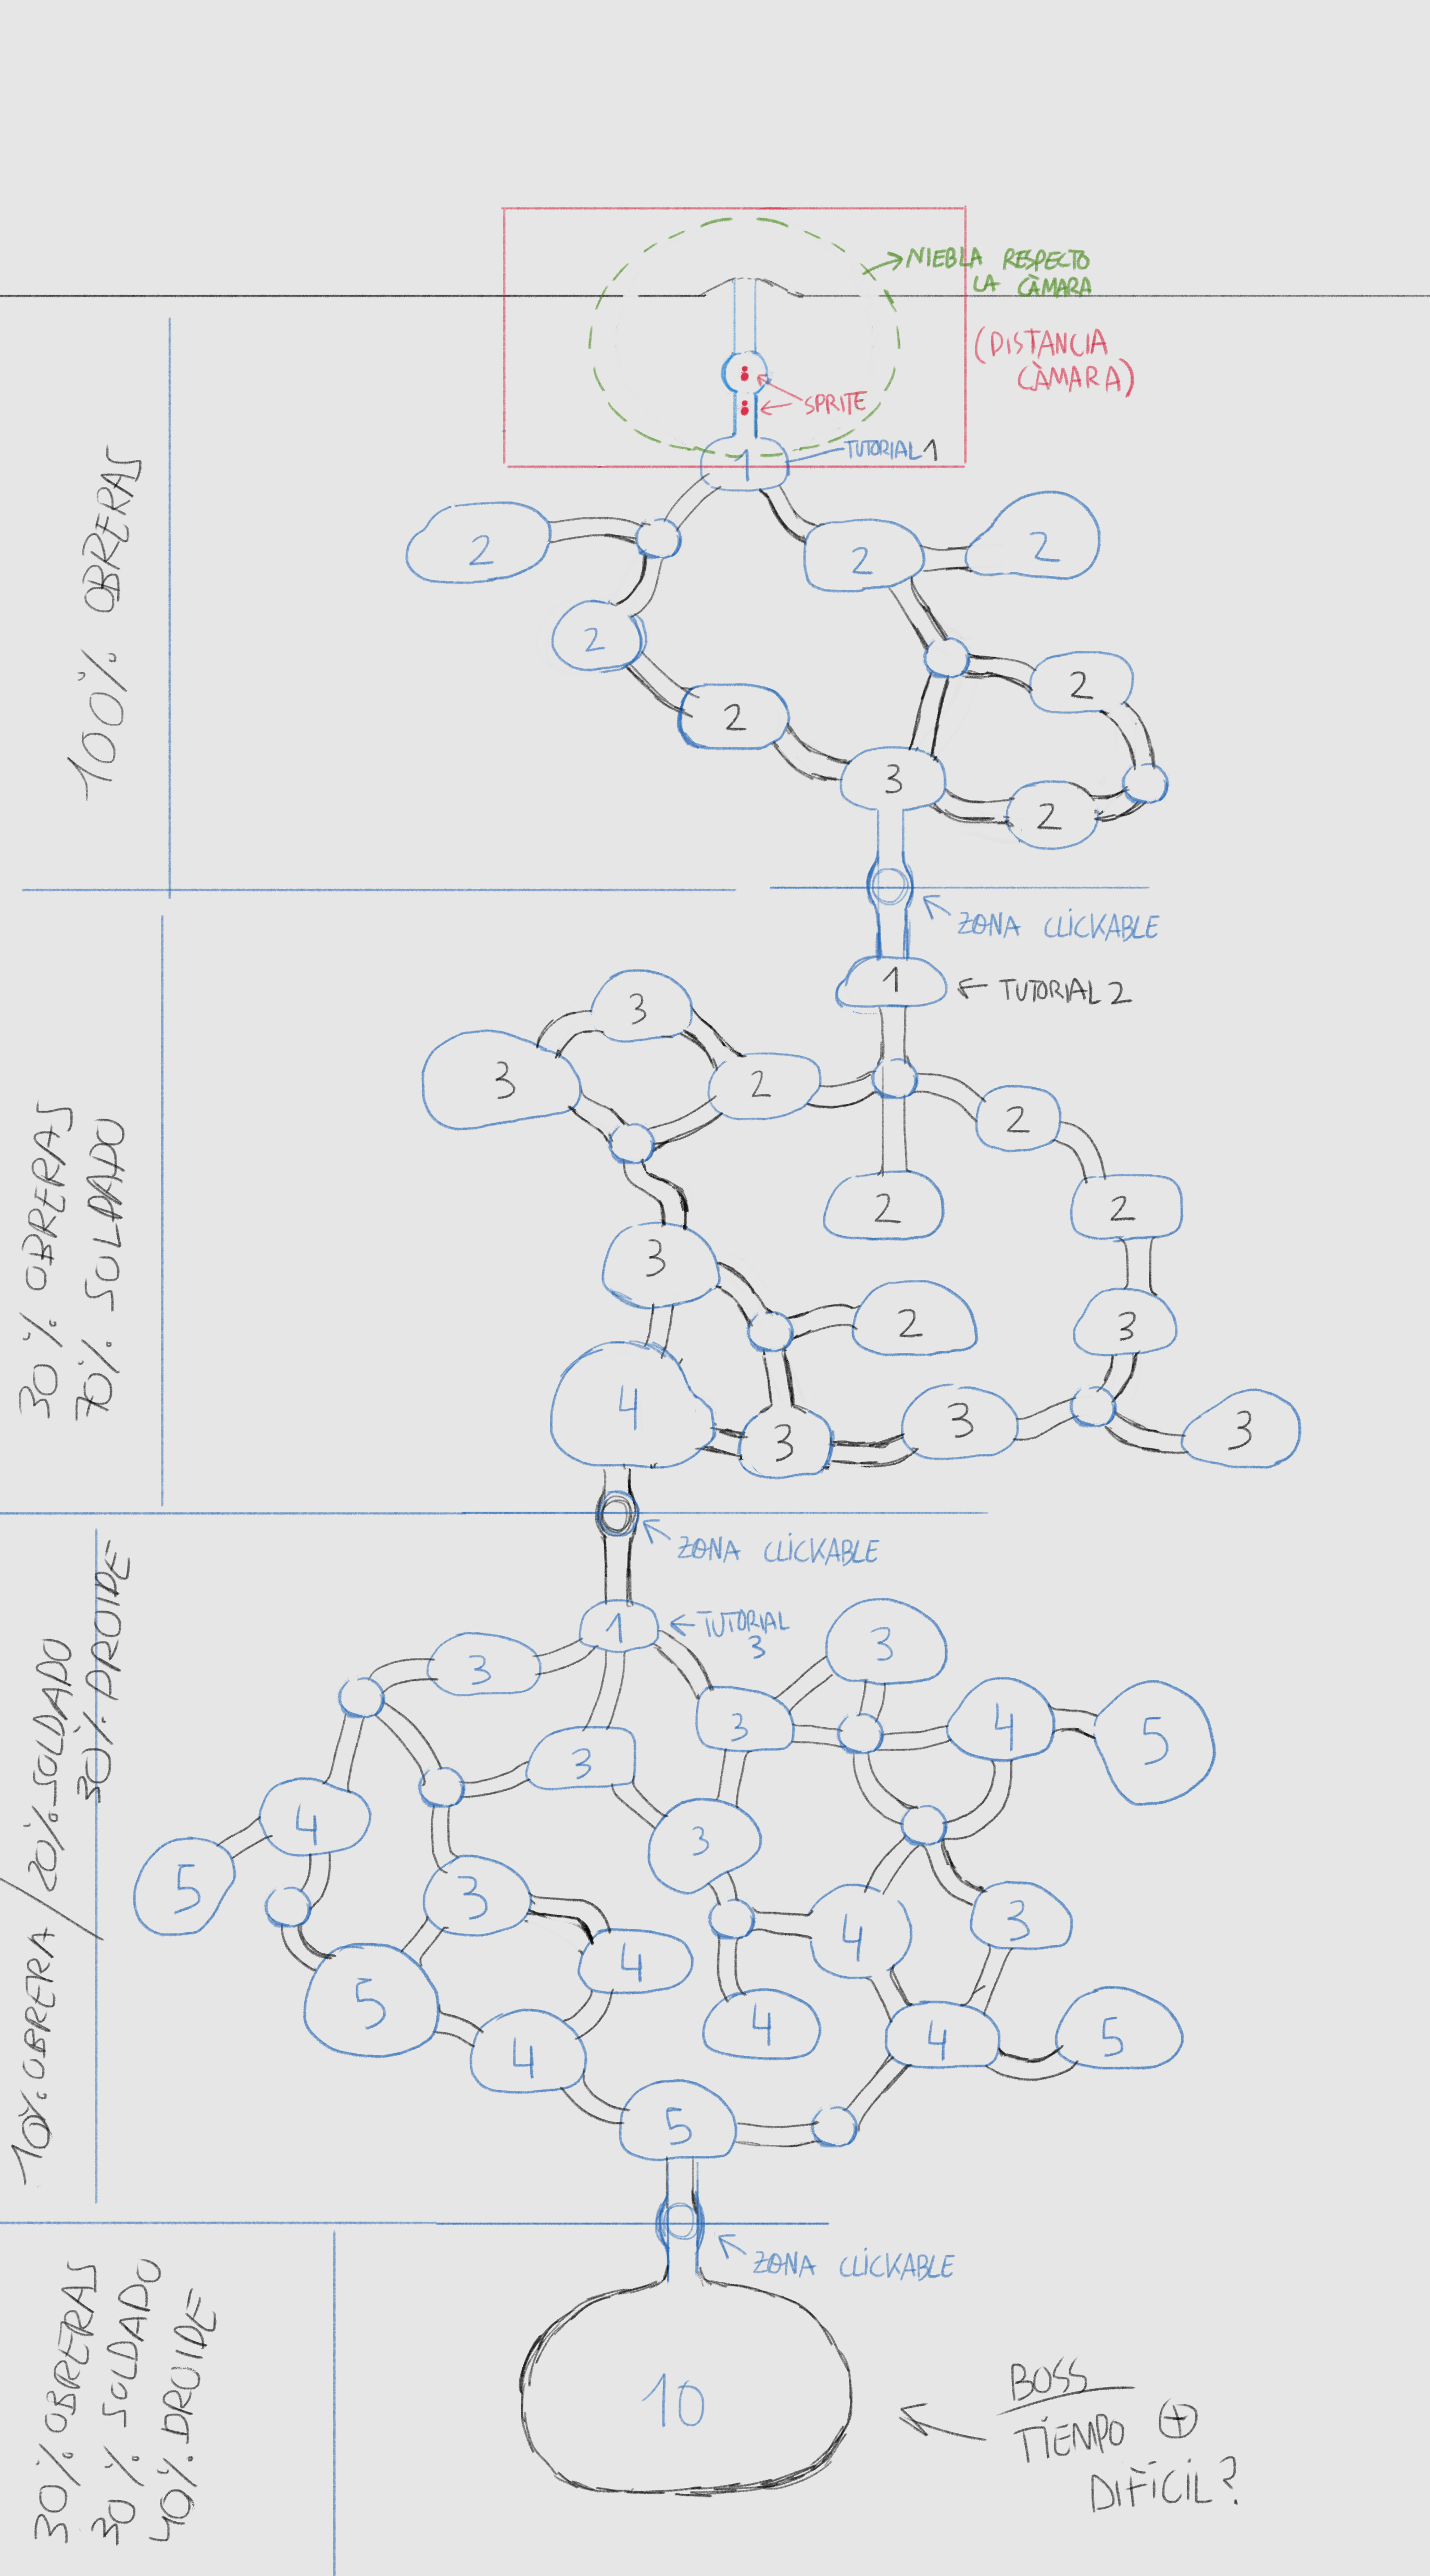 NIEBLA RESPECTO
LA CÀMARA
(DISTANCIA
CÀMARA)
SPRITE
1
TUTORIAL 1
100% OBRERAS
2
2
2
2
2
2
3
2
ZONA CLICKABLE
1
TUTORIAL 2
30% OBRERAS
70% SOLDADO
3
3
2
2
2
2
3
2
3
4
3
3
3
ZONA CLICKABLE
1
TUTORIAL
3
10% OBRERA / 20% SOLDADO
30% DROIDE
3
3
3
3
4
5
4
3
5
3
4
3
4
5
4
4
4
5
5
ZONA CLICKABLE
30% OBRERAS
30% SOLDADO
40% DROIDE
10
BOSS
TIEMPO +
DIFÍCIL?